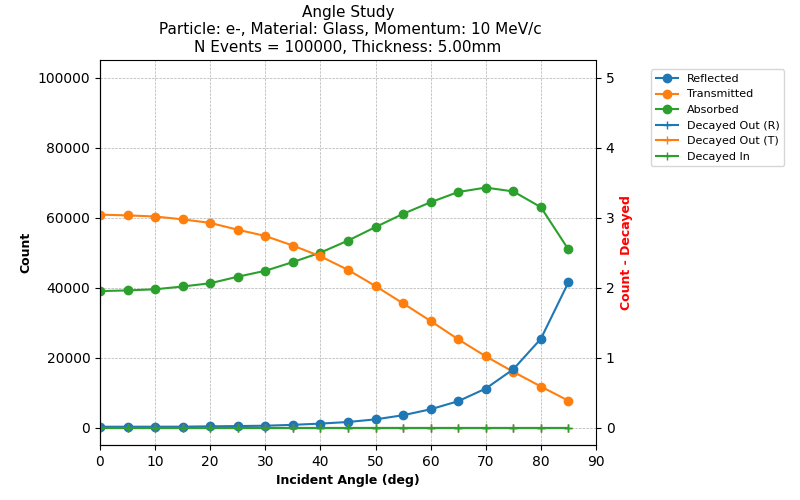 Angle Study
Particle: e-, Material: Glass, Momentum: 10 MeV/c
N Events = 100000, Thickness: 5.00mm
100000
80000
60000
40000
20000
0
Count
0 10 20 30 40 50 60 70 80 90
Incident Angle (deg)
5
4
3
2
1
0
Count - Decayed
Reflected
Transmitted
Absorbed
Decayed Out (R)
Decayed Out (T)
Decayed In